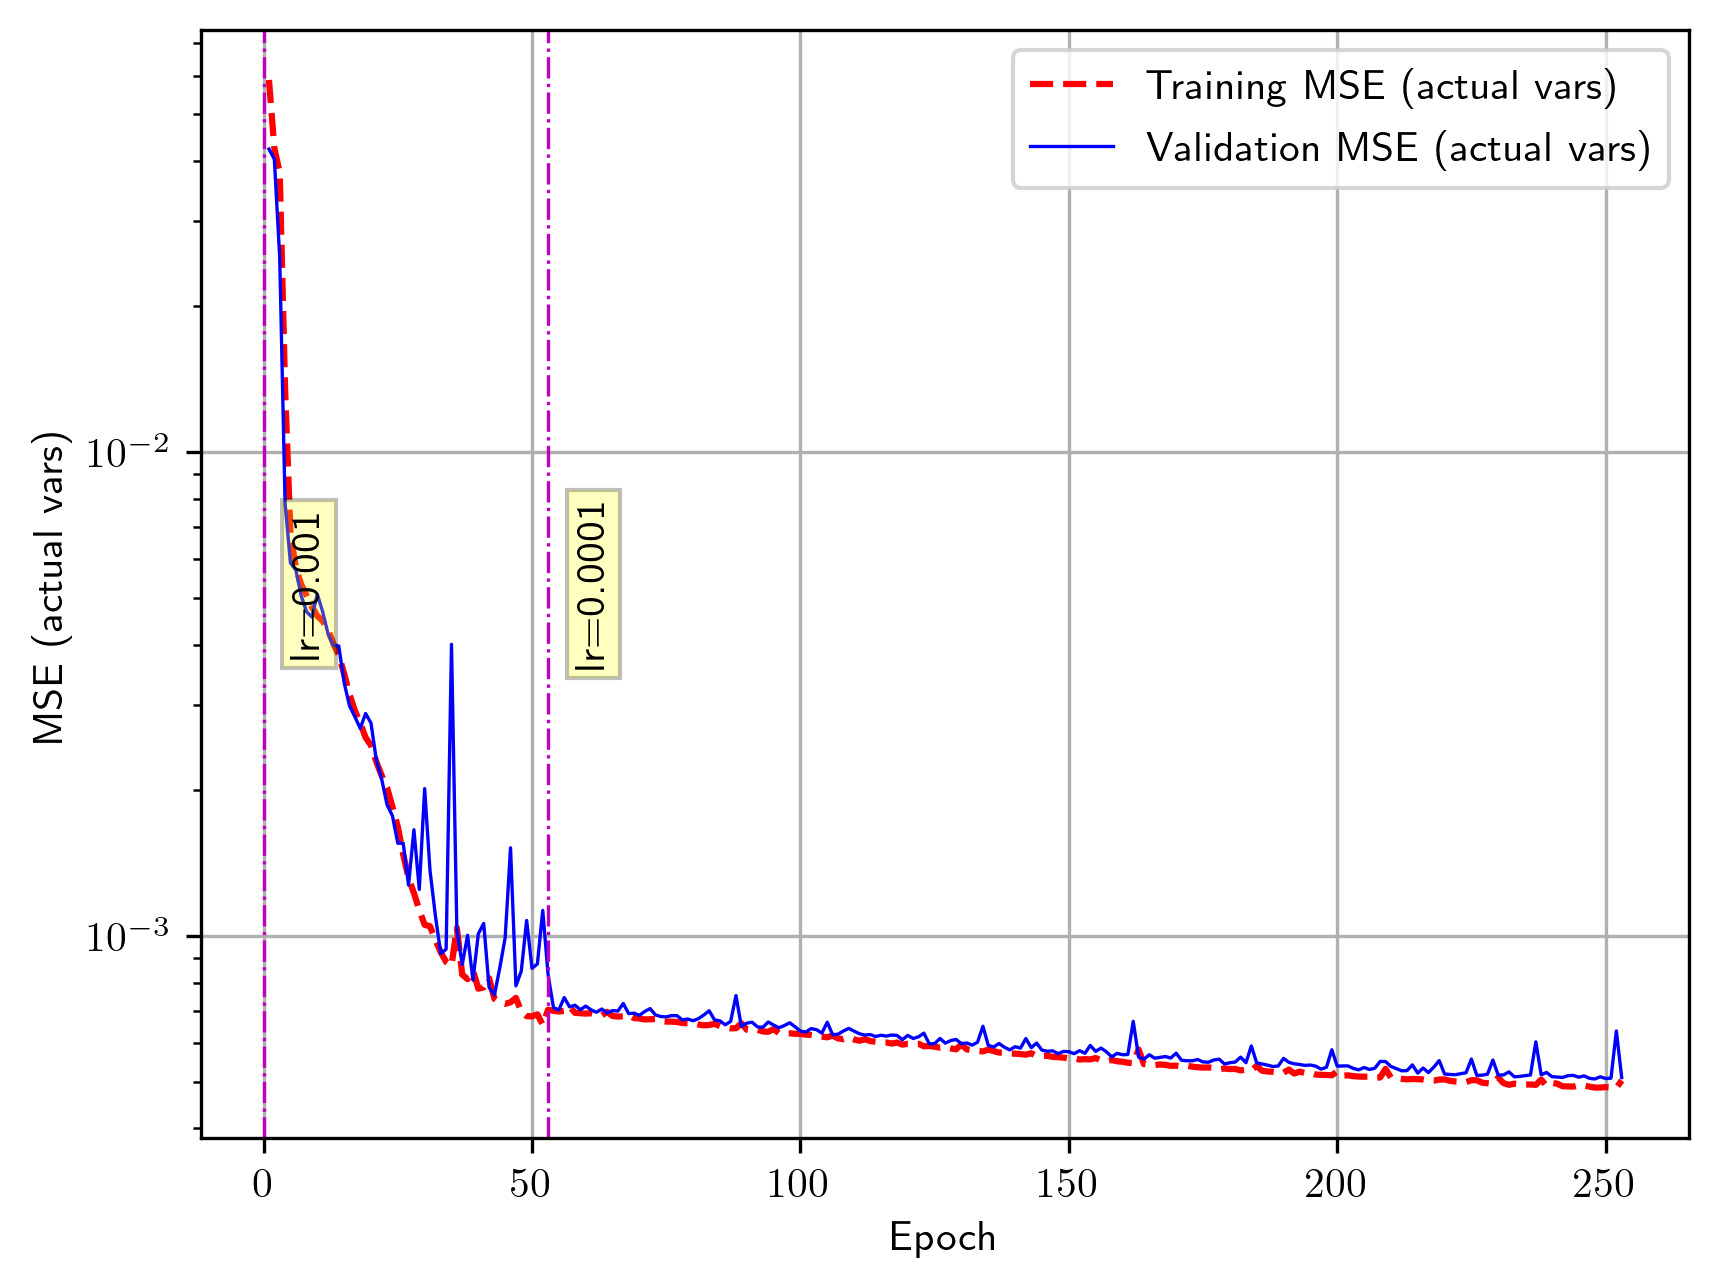 Training MSE (actual vars)
Validation MSE (actual vars)
MSE (actual vars)
10⁻²
10⁻³
lr=0.001
lr=0.0001
0 50 100 150 200 250
Epoch